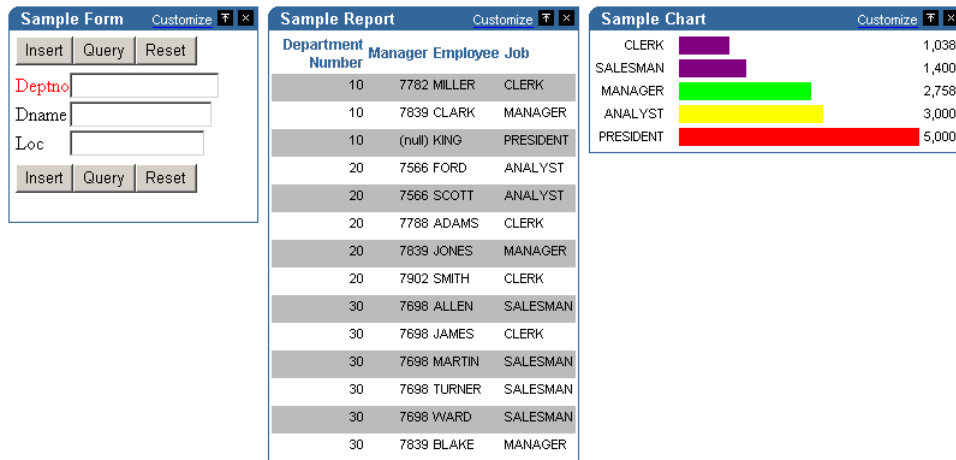 Sample Form Customize
Insert Query Reset
Deptno
Dname
Loc
Insert Query Reset
Sample Report Customize
Department Number Manager Employee Job
10 7782 MILLER CLERK
10 7839 CLARK MANAGER
10 (null) KING PRESIDENT
20 7566 FORD ANALYST
20 7566 SCOTT ANALYST
20 7788 ADAMS CLERK
20 7839 JONES MANAGER
20 7902 SMITH CLERK
30 7698 ALLEN SALESMAN
30 7698 JAMES CLERK
30 7698 MARTIN SALESMAN
30 7698 TURNER SALESMAN
30 7698 WARD SALESMAN
30 7839 BLAKE MANAGER
Sample Chart Customize
CLERK 1,038
SALESMAN 1,400
MANAGER 2,758
ANALYST 3,000
PRESIDENT 5,000